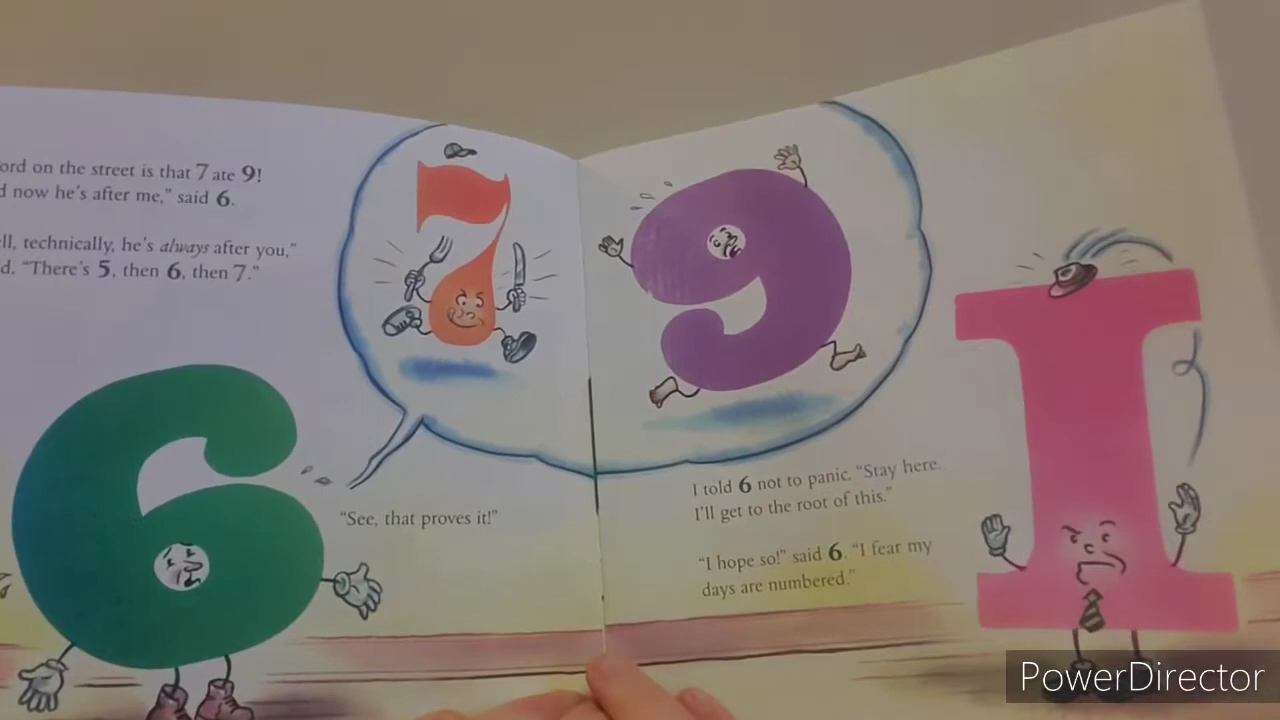 ord on the street is that 7 ate 9!
d now he's after me," said 6.
ll, technically, he's always after you,"
d. "There's 5, then 6, then 7."
"See, that proves it!"
I told 6 not to panic. "Stay here.
I'll get to the root of this."
"I hope so!" said 6. "I fear my
days are numbered."
PowerDirector